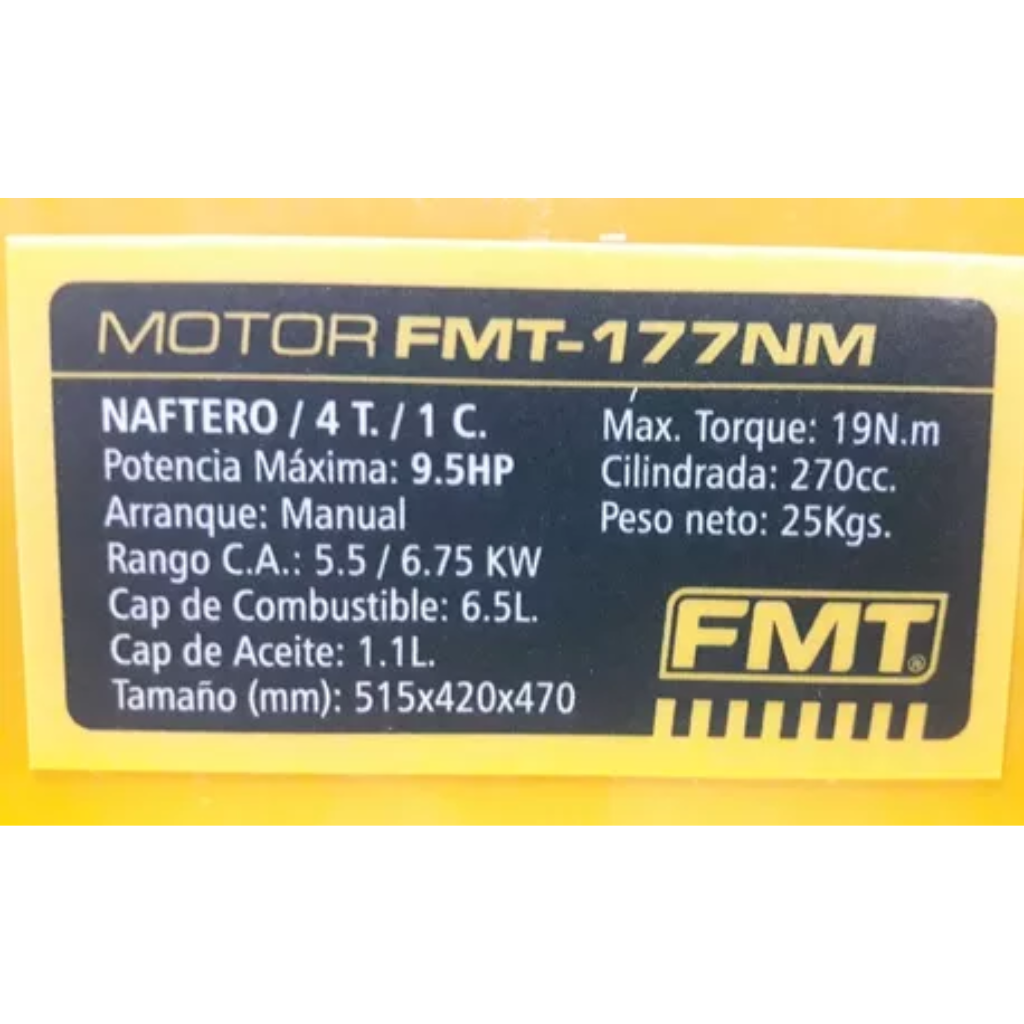 MOTOR FMT-177NM
NAFTERO / 4 T. / 1 C.
Potencia Máxima: 9.5HP
Arranque: Manual
Rango C.A.: 5.5 / 6.75 KW
Cap de Combustible: 6.5L.
Cap de Aceite: 1.1L.
Tamaño (mm): 515x420x470
Max. Torque: 19N.m
Cilindrada: 270cc.
Peso neto: 25Kgs.
FMT®